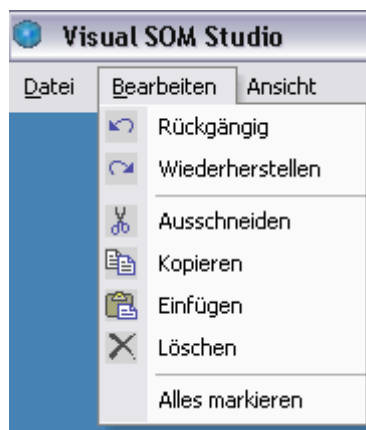 Visual SOM Studio
Datei Bearbeiten Ansicht
Rückgängig
Wiederherstellen
Ausschneiden
Kopieren
Einfügen
Löschen
Alles markieren